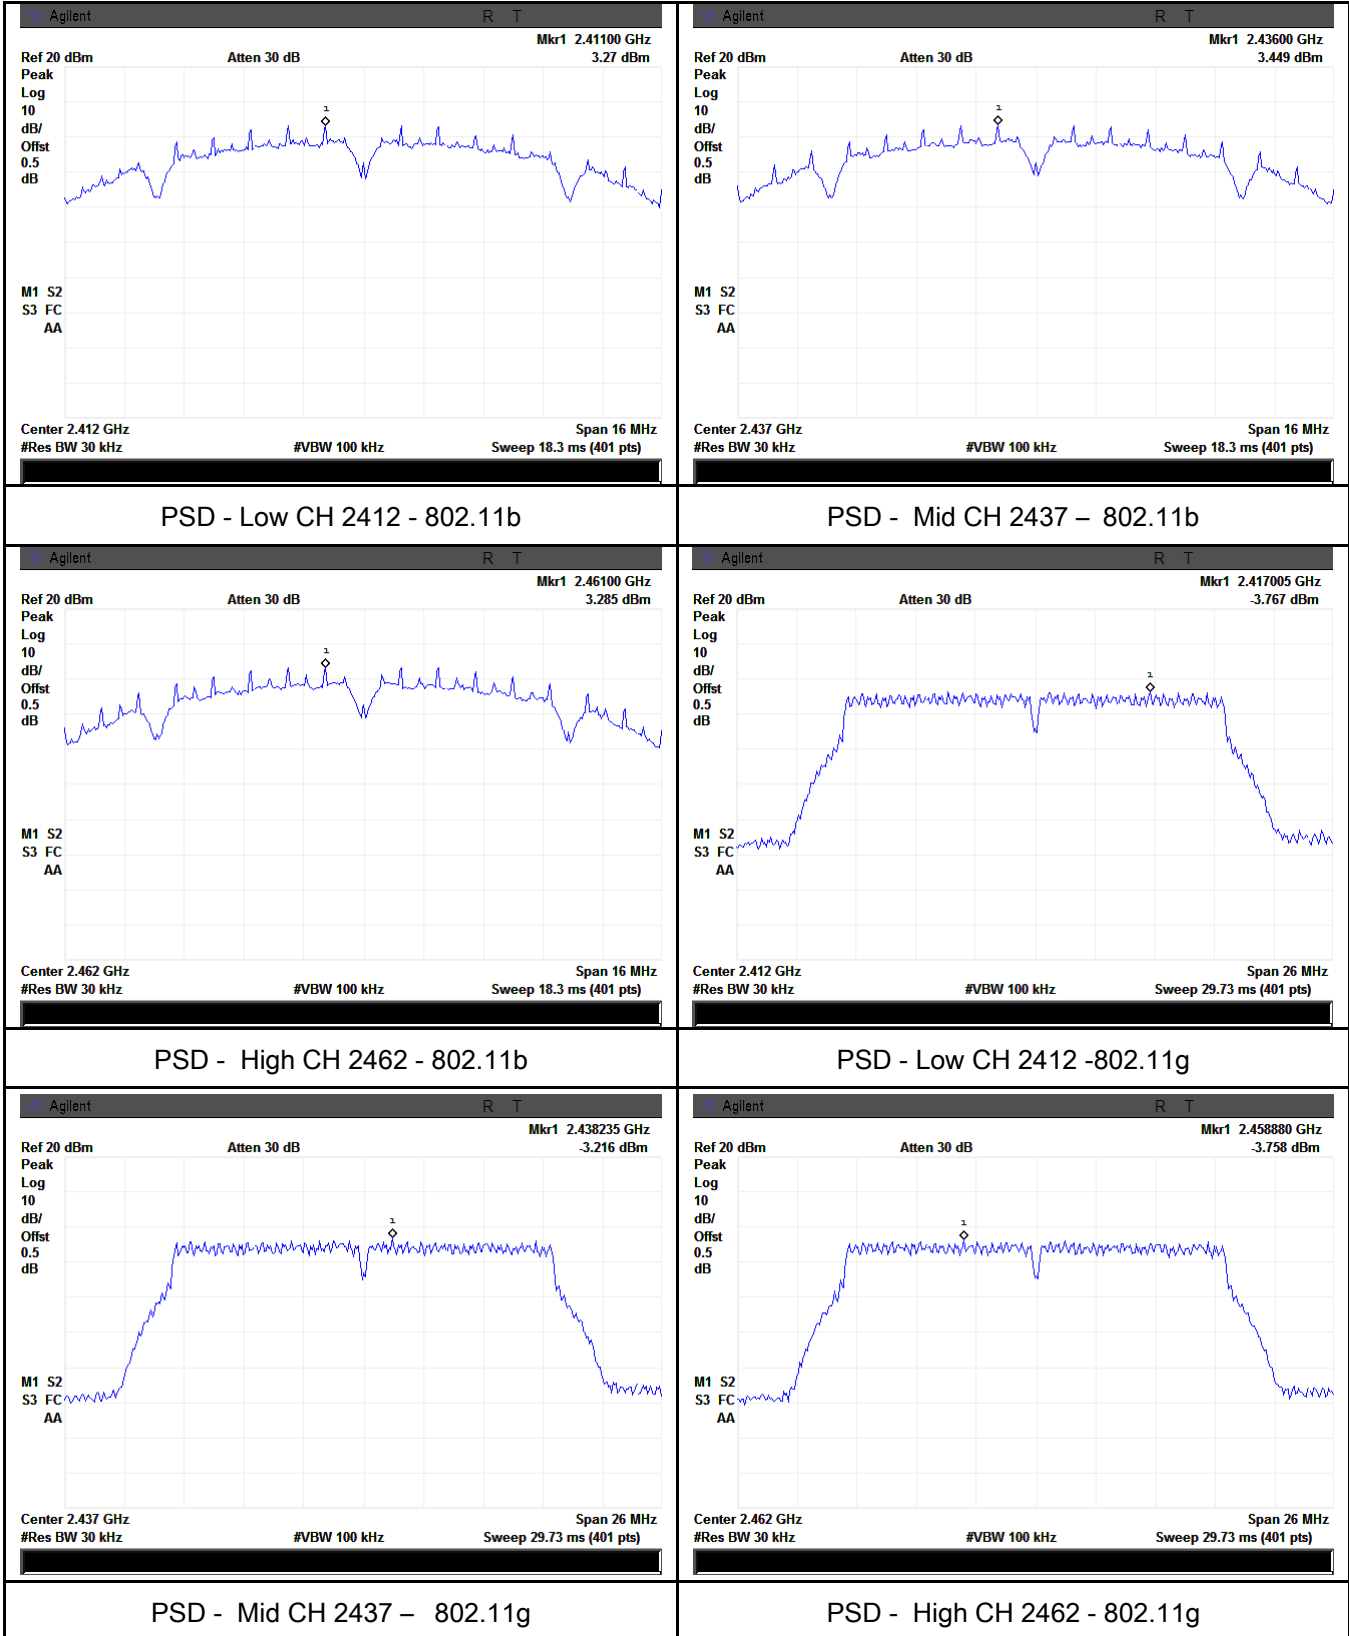 Agilent R T
Mkr1 2.41100 GHz
Ref 20 dBm Atten 30 dB 3.27 dBm
Peak
Log
10
dB/
Offst
0.5
dB
1
M1 S2
S3 FC
AA
Center 2.412 GHz Span 16 MHz
#Res BW 30 kHz #VBW 100 kHz Sweep 18.3 ms (401 pts)
PSD - Low CH 2412 - 802.11b
Agilent R T
Mkr1 2.43600 GHz
Ref 20 dBm Atten 30 dB 3.449 dBm
Peak
Log
10
dB/
Offst
0.5
dB
1
M1 S2
S3 FC
AA
Center 2.437 GHz Span 16 MHz
#Res BW 30 kHz #VBW 100 kHz Sweep 18.3 ms (401 pts)
PSD - Mid CH 2437 – 802.11b
Agilent R T
Mkr1 2.46100 GHz
Ref 20 dBm Atten 30 dB 3.285 dBm
Peak
Log
10
dB/
Offst
0.5
dB
1
M1 S2
S3 FC
AA
Center 2.462 GHz Span 16 MHz
#Res BW 30 kHz #VBW 100 kHz Sweep 18.3 ms (401 pts)
PSD - High CH 2462 - 802.11b
Agilent R T
Mkr1 2.417005 GHz
Ref 20 dBm Atten 30 dB -3.767 dBm
Peak
Log
10
dB/
Offst
0.5
dB
1
M1 S2
S3 FC
AA
Center 2.412 GHz Span 26 MHz
#Res BW 30 kHz #VBW 100 kHz Sweep 29.73 ms (401 pts)
PSD - Low CH 2412 -802.11g
Agilent R T
Mkr1 2.438235 GHz
Ref 20 dBm Atten 30 dB -3.216 dBm
Peak
Log
10
dB/
Offst
0.5
dB
1
M1 S2
S3 FC
AA
Center 2.437 GHz Span 26 MHz
#Res BW 30 kHz #VBW 100 kHz Sweep 29.73 ms (401 pts)
PSD - Mid CH 2437 – 802.11g
Agilent R T
Mkr1 2.458880 GHz
Ref 20 dBm Atten 30 dB -3.758 dBm
Peak
Log
10
dB/
Offst
0.5
dB
1
M1 S2
S3 FC
AA
Center 2.462 GHz Span 26 MHz
#Res BW 30 kHz #VBW 100 kHz Sweep 29.73 ms (401 pts)
PSD - High CH 2462 - 802.11g